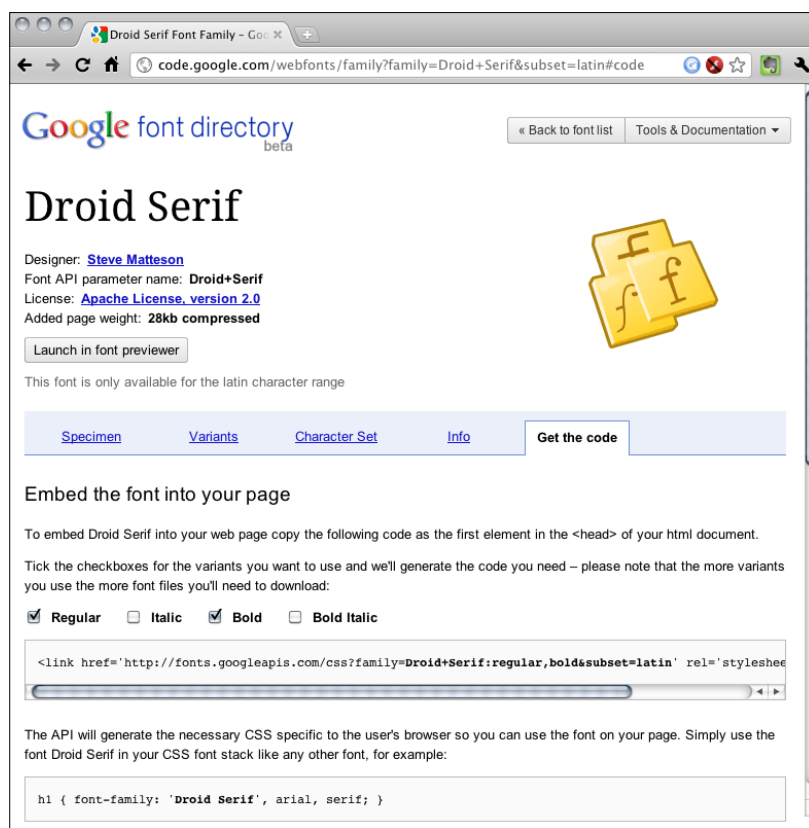 Droid Serif Font Family – Goo
code.google.com/webfonts/family?family=Droid+Serif&subset=latin#code
Google font directory
beta
« Back to font list Tools & Documentation
Droid Serif
Designer: Steve Matteson
Font API parameter name: Droid+Serif
License: Apache License, version 2.0
Added page weight: 28kb compressed
Launch in font previewer
This font is only available for the latin character range
f f f
Specimen Variants Character Set Info Get the code
Embed the font into your page
To embed Droid Serif into your web page copy the following code as the first element in the <head> of your html document.
Tick the checkboxes for the variants you want to use and we'll generate the code you need – please note that the more variants
you use the more font files you'll need to download:
Regular Italic Bold Bold Italic
<link href='http://fonts.googleapis.com/css?family=Droid+Serif:regular,bold&subset=latin' rel='styleshee
The API will generate the necessary CSS specific to the user's browser so you can use the font on your page. Simply use the
font Droid Serif in your CSS font stack like any other font, for example:
h1 { font-family: 'Droid Serif', arial, serif; }